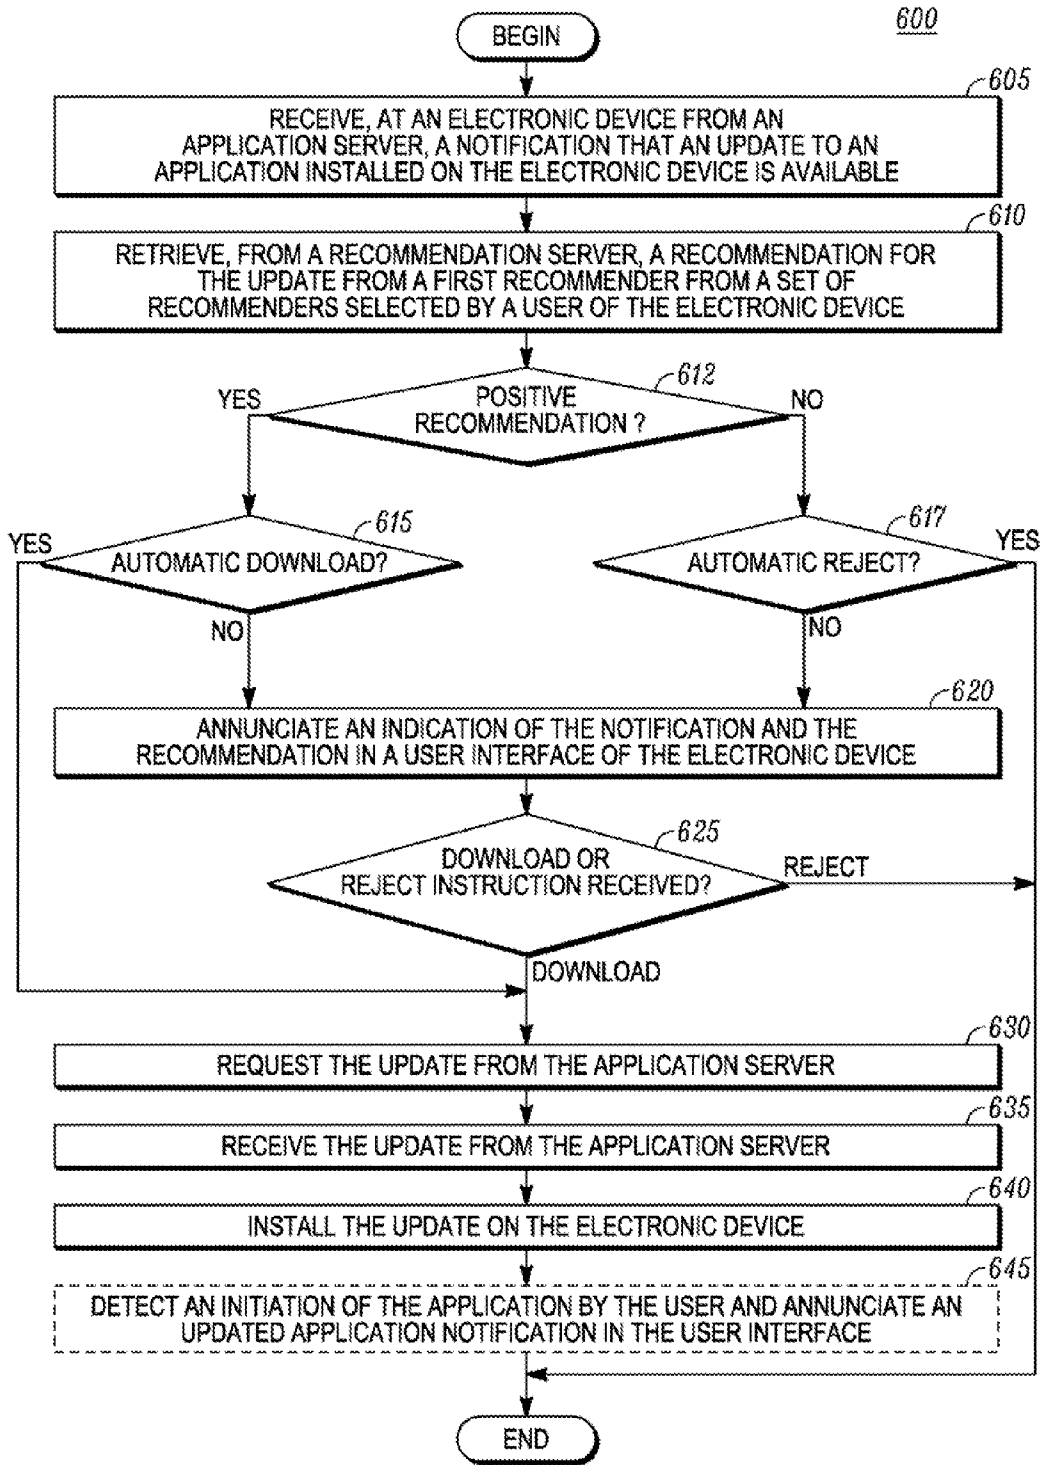 600
BEGIN
605
RECEIVE, AT AN ELECTRONIC DEVICE FROM AN
APPLICATION SERVER, A NOTIFICATION THAT AN UPDATE TO AN
APPLICATION INSTALLED ON THE ELECTRONIC DEVICE IS AVAILABLE
610
RETRIEVE, FROM A RECOMMENDATION SERVER, A RECOMMENDATION FOR
THE UPDATE FROM A FIRST RECOMMENDER FROM A SET OF
RECOMMENDERS SELECTED BY A USER OF THE ELECTRONIC DEVICE
612
YES
POSITIVE
RECOMMENDATION ?
NO
615
617
YES
AUTOMATIC DOWNLOAD?
AUTOMATIC REJECT?
YES
NO
NO
620
ANNUNCIATE AN INDICATION OF THE NOTIFICATION AND THE
RECOMMENDATION IN A USER INTERFACE OF THE ELECTRONIC DEVICE
625
DOWNLOAD OR
REJECT INSTRUCTION RECEIVED?
REJECT
DOWNLOAD
630
REQUEST THE UPDATE FROM THE APPLICATION SERVER
635
RECEIVE THE UPDATE FROM THE APPLICATION SERVER
640
INSTALL THE UPDATE ON THE ELECTRONIC DEVICE
645
DETECT AN INITIATION OF THE APPLICATION BY THE USER AND ANNUNCIATE AN
UPDATED APPLICATION NOTIFICATION IN THE USER INTERFACE
END